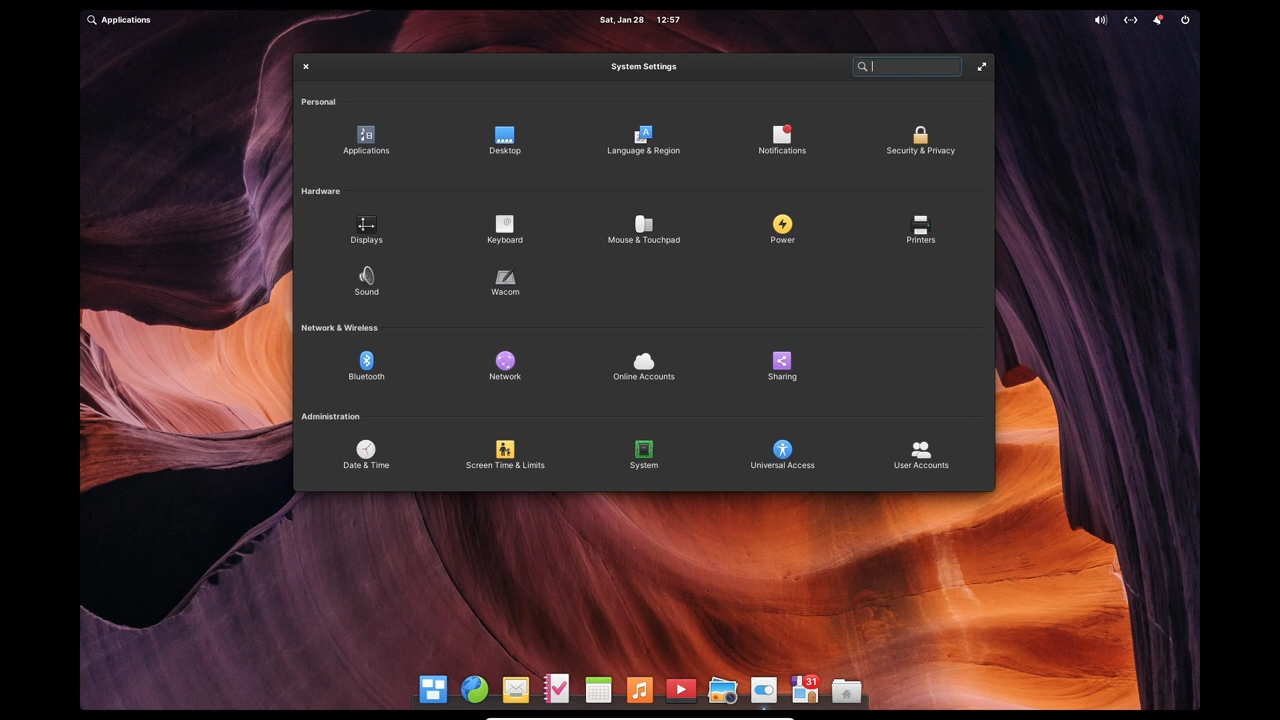 Applications
Sat, Jan 28 12:57
System Settings
Personal
Applications
Desktop
Language & Region
Notifications
Security & Privacy
Hardware
Displays
Keyboard
Mouse & Touchpad
Power
Printers
Sound
Wacom
Network & Wireless
Bluetooth
Network
Online Accounts
Sharing
Administration
Date & Time
Screen Time & Limits
System
Universal Access
User Accounts
31